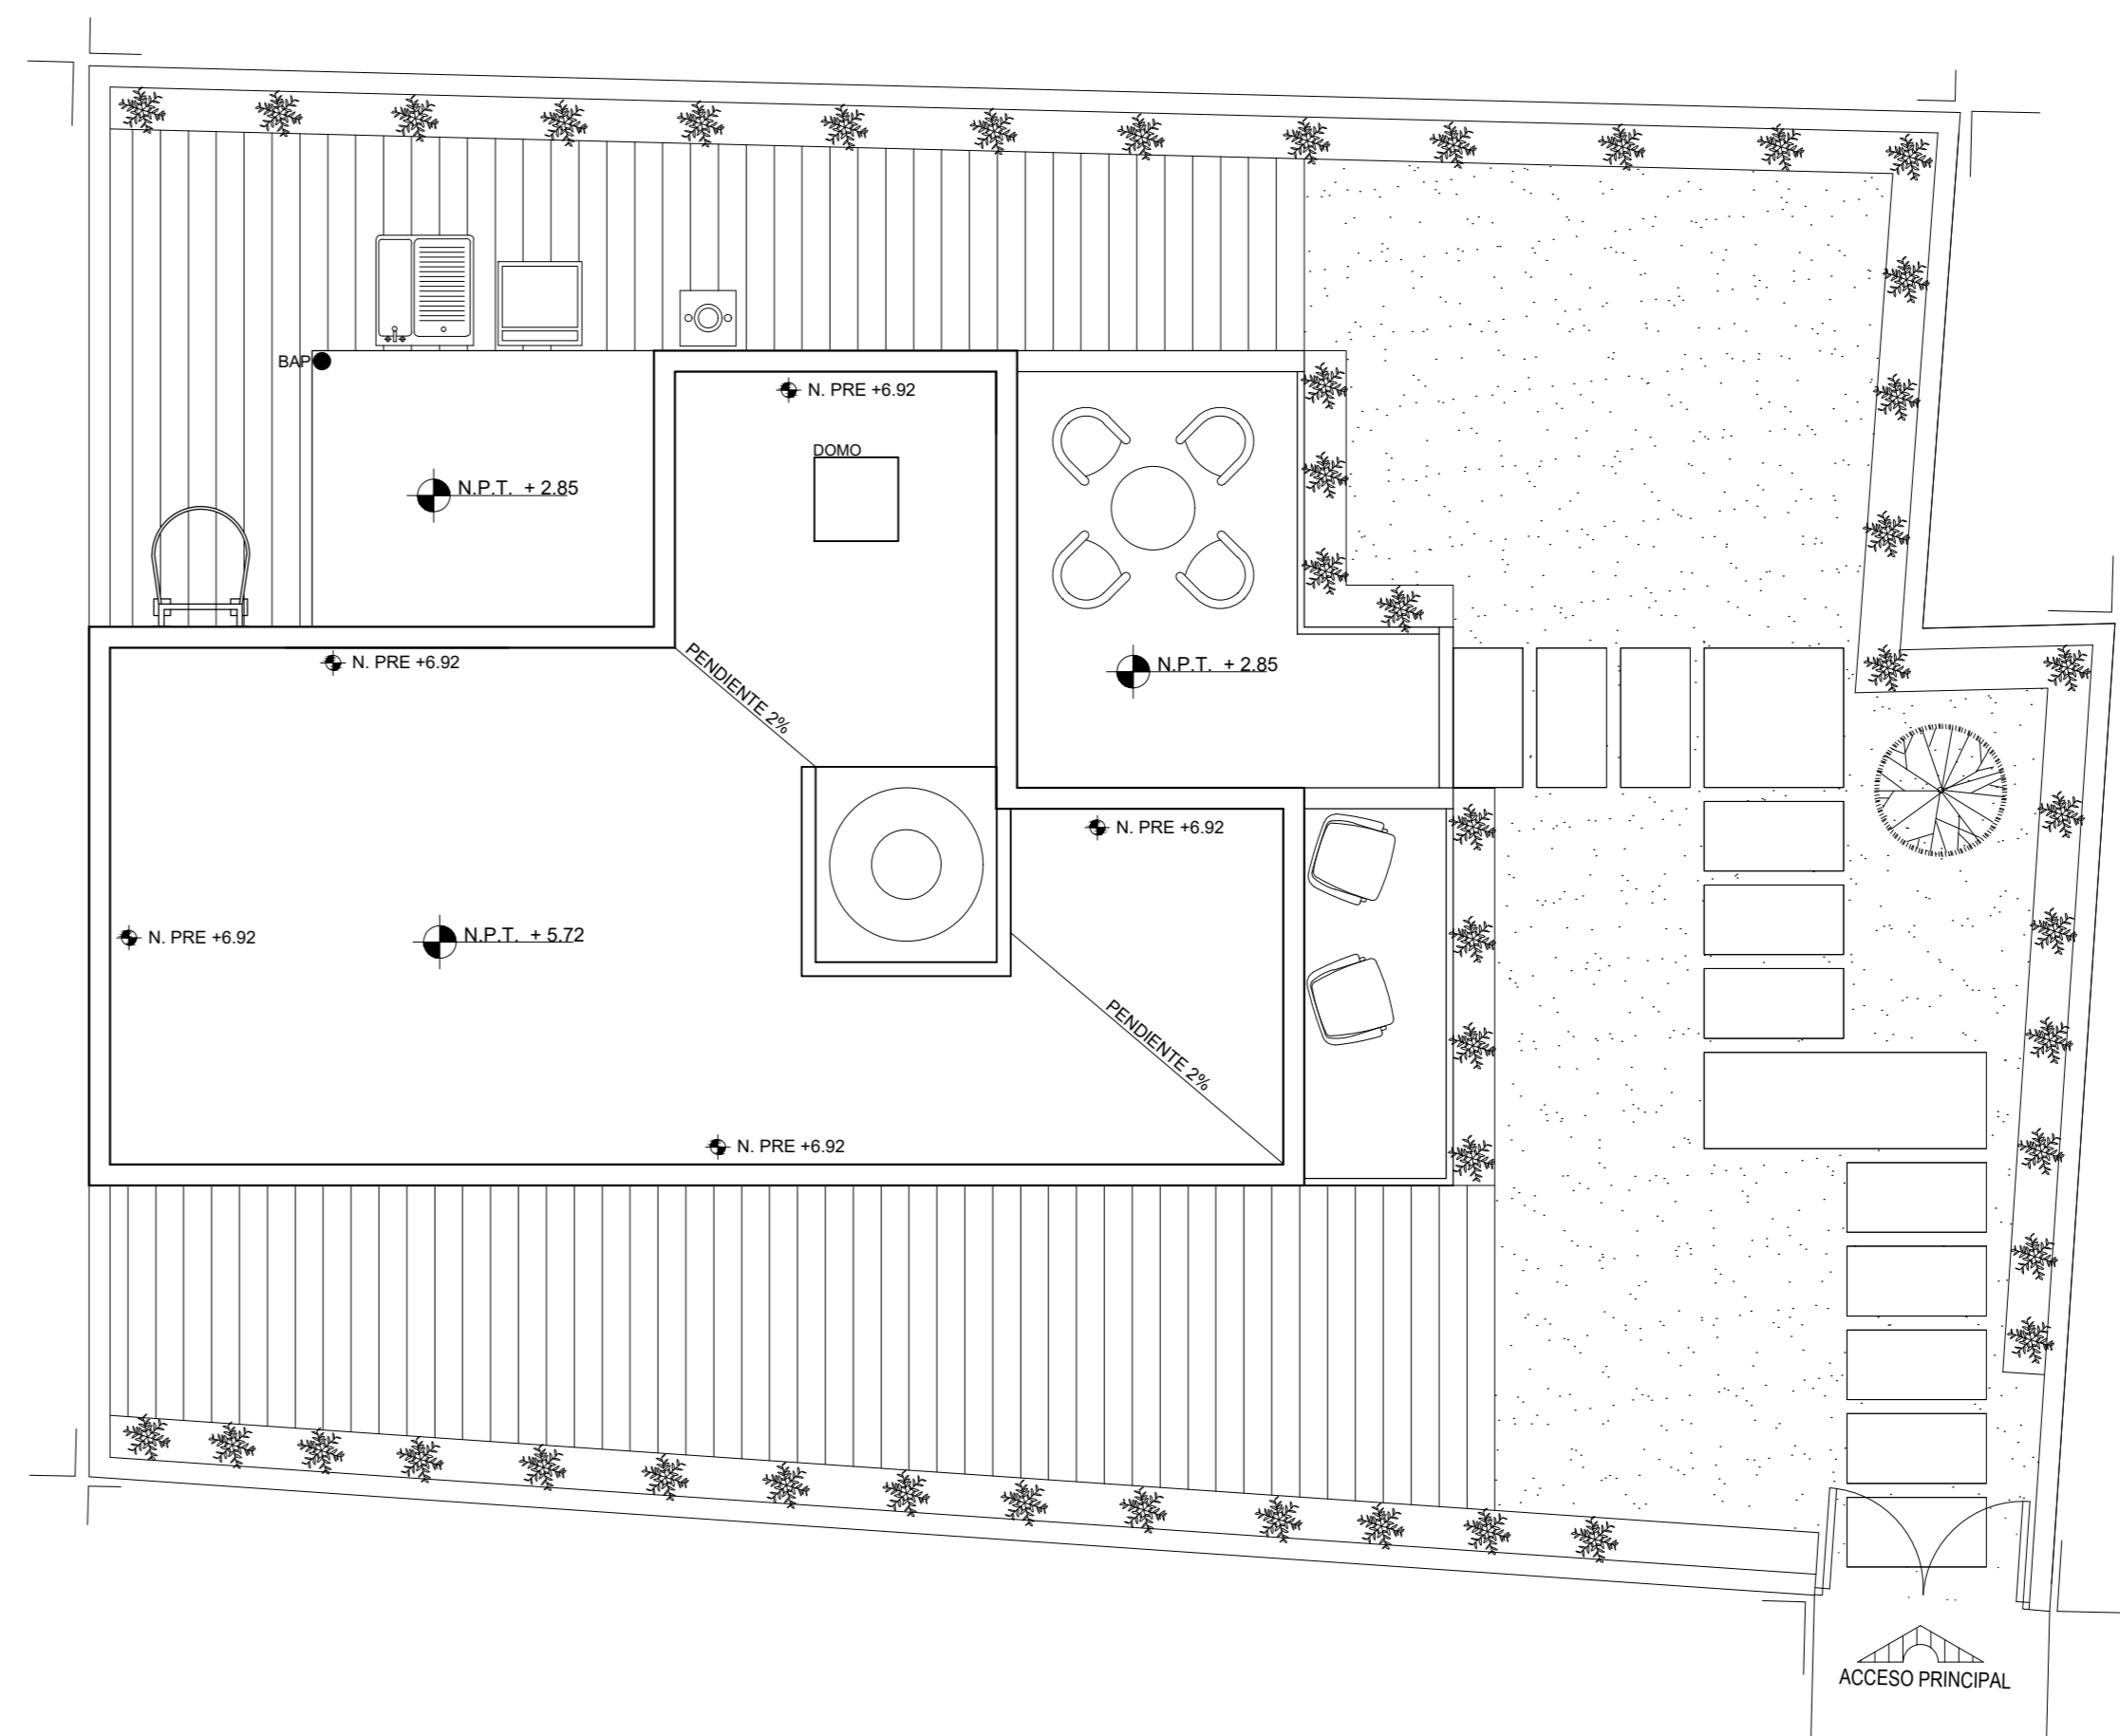 BAP
N. PRE +6.92
DOMO
N.P.T. + 2.85
N. PRE +6.92
PENDIENTE 2%
N.P.T. + 2.85
N. PRE +6.92
N. PRE +6.92
N.P.T. + 5.72
PENDIENTE 2%
N. PRE +6.92
ACCESO PRINCIPAL